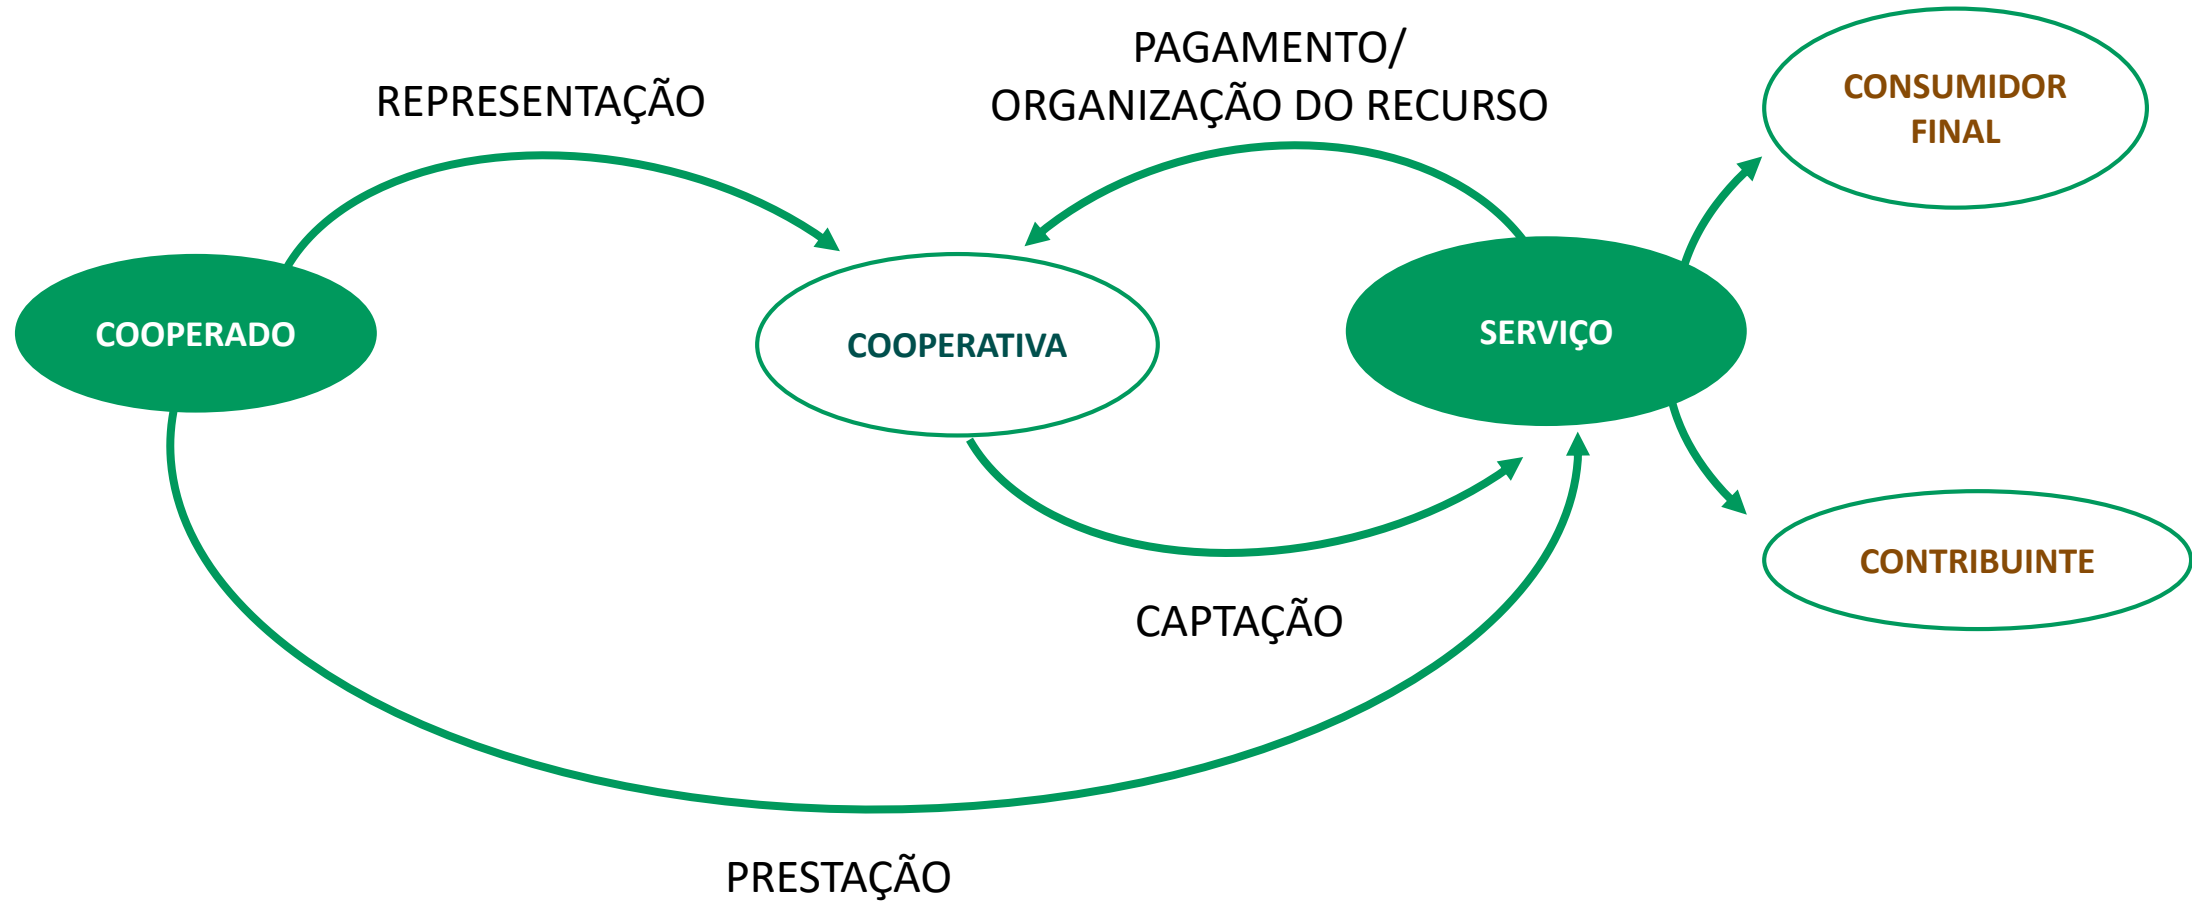 PAGAMENTO/
ORGANIZAÇÃO DO RECURSO
REPRESENTAÇÃO
CONSUMIDOR
FINAL
COOPERADO
COOPERATIVA
SERVIÇO
CONTRIBUINTE
CAPTAÇÃO
PRESTAÇÃO